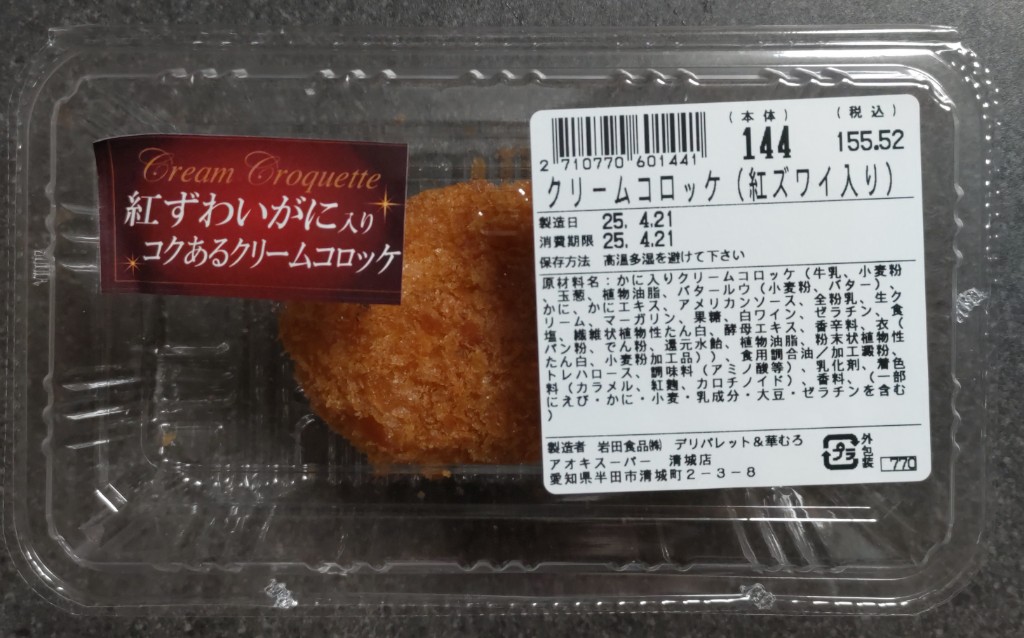 Cream Croquette
紅ずわいがに入り
コクあるクリームコロッケ
(本体) (税込)
144 155.52
2 710770 601441
クリームコロッケ(紅ズワイ入り)
製造日 25. 4.21
消費期限 25. 4.21
保存方法 高温多湿を避けて下さい
原材料名:かに入りクリームコロッケ(牛乳、小麦粉
、玉葱、植物油脂、バタールウ(小麦粉、バター)、
かに、かにエキス、アメリカンソース、全粉乳、生ク
リーム、マーガリン、果糖、白ワイン、ゼラチン、食
塩、繊維状植物性たん白、酵母エキス、香辛料、衣(
パン粉、でん粉、還元水飴、植物油脂、粉末状植物性
たん白、小麦粉加工品))、食用調合油/加工澱粉、
トレハロース、調味料(アミノ酸等)、乳化剤、着色
料(カラメル、紅麹、カロチノイド)、香料、(一部
にえび・かに・小麦・乳成分・大豆・ゼラチンを含む
)
製造者 岩田食品㈱ デリパレット&華むろ
アオキスーパー 清城店
愛知県半田市清城町2-3-8
プラ 外包装 770